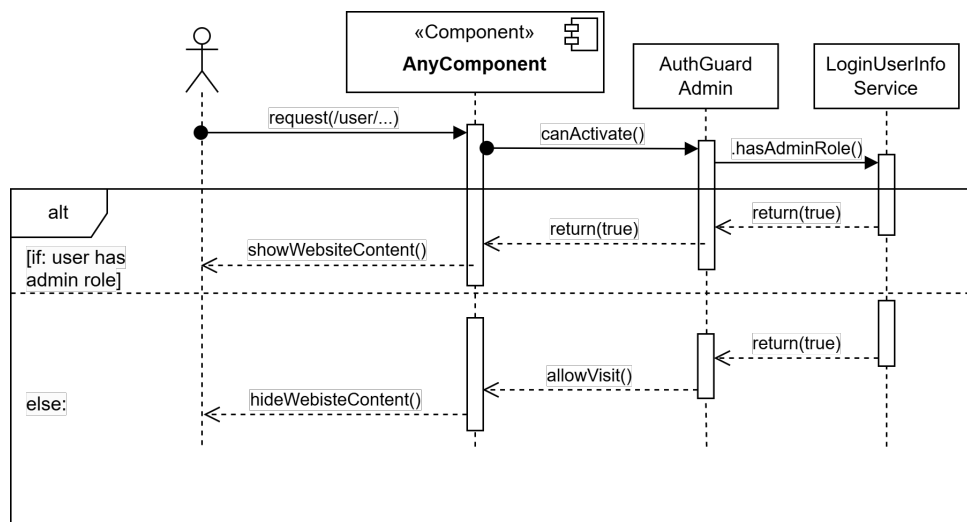 «Component»
AnyComponent
AuthGuard
Admin
LoginUserInfo
Service
request(/user/...)
canActivate()
.hasAdminRole()
alt
return(true)
return(true)
showWebsiteContent()
[if: user has
admin role]
return(true)
allowVisit()
hideWebisteContent()
else: